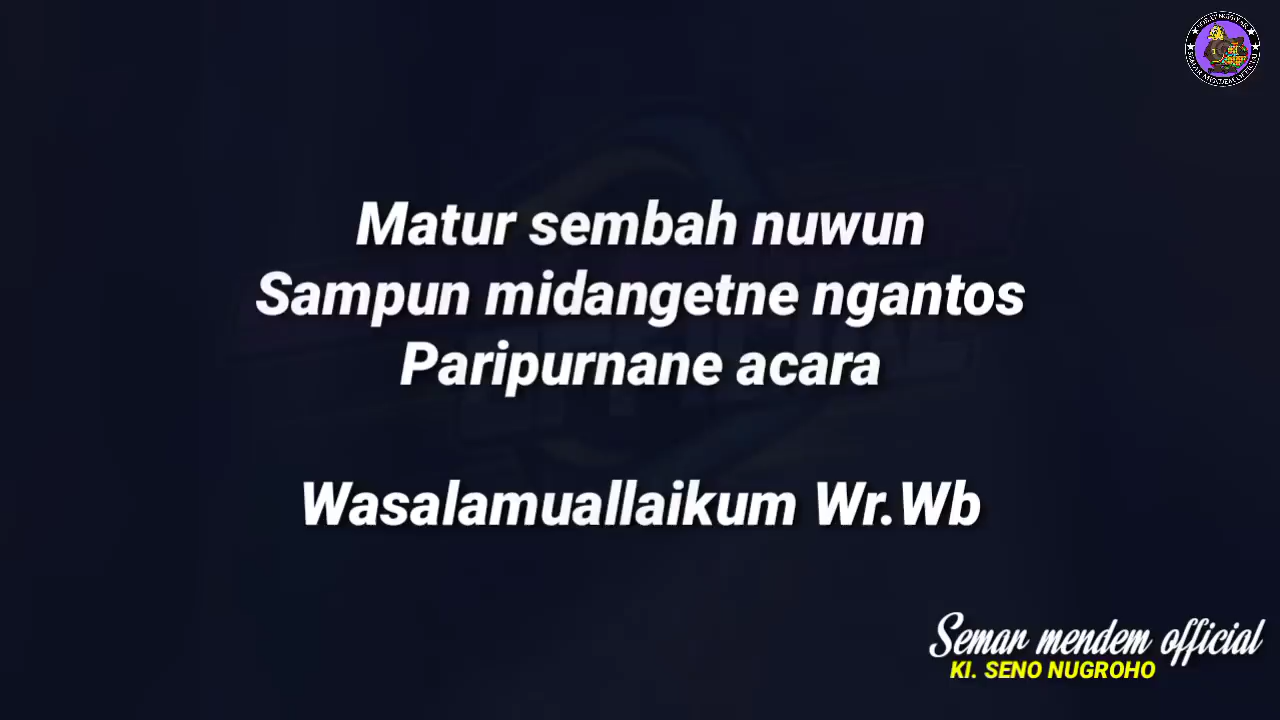 Matur sembah nuwun
Sampun midangetne ngantos
Paripurnane acara
Wasalamuallaikum Wr.Wb
Semar mendem official
KI. SENO NUGROHO